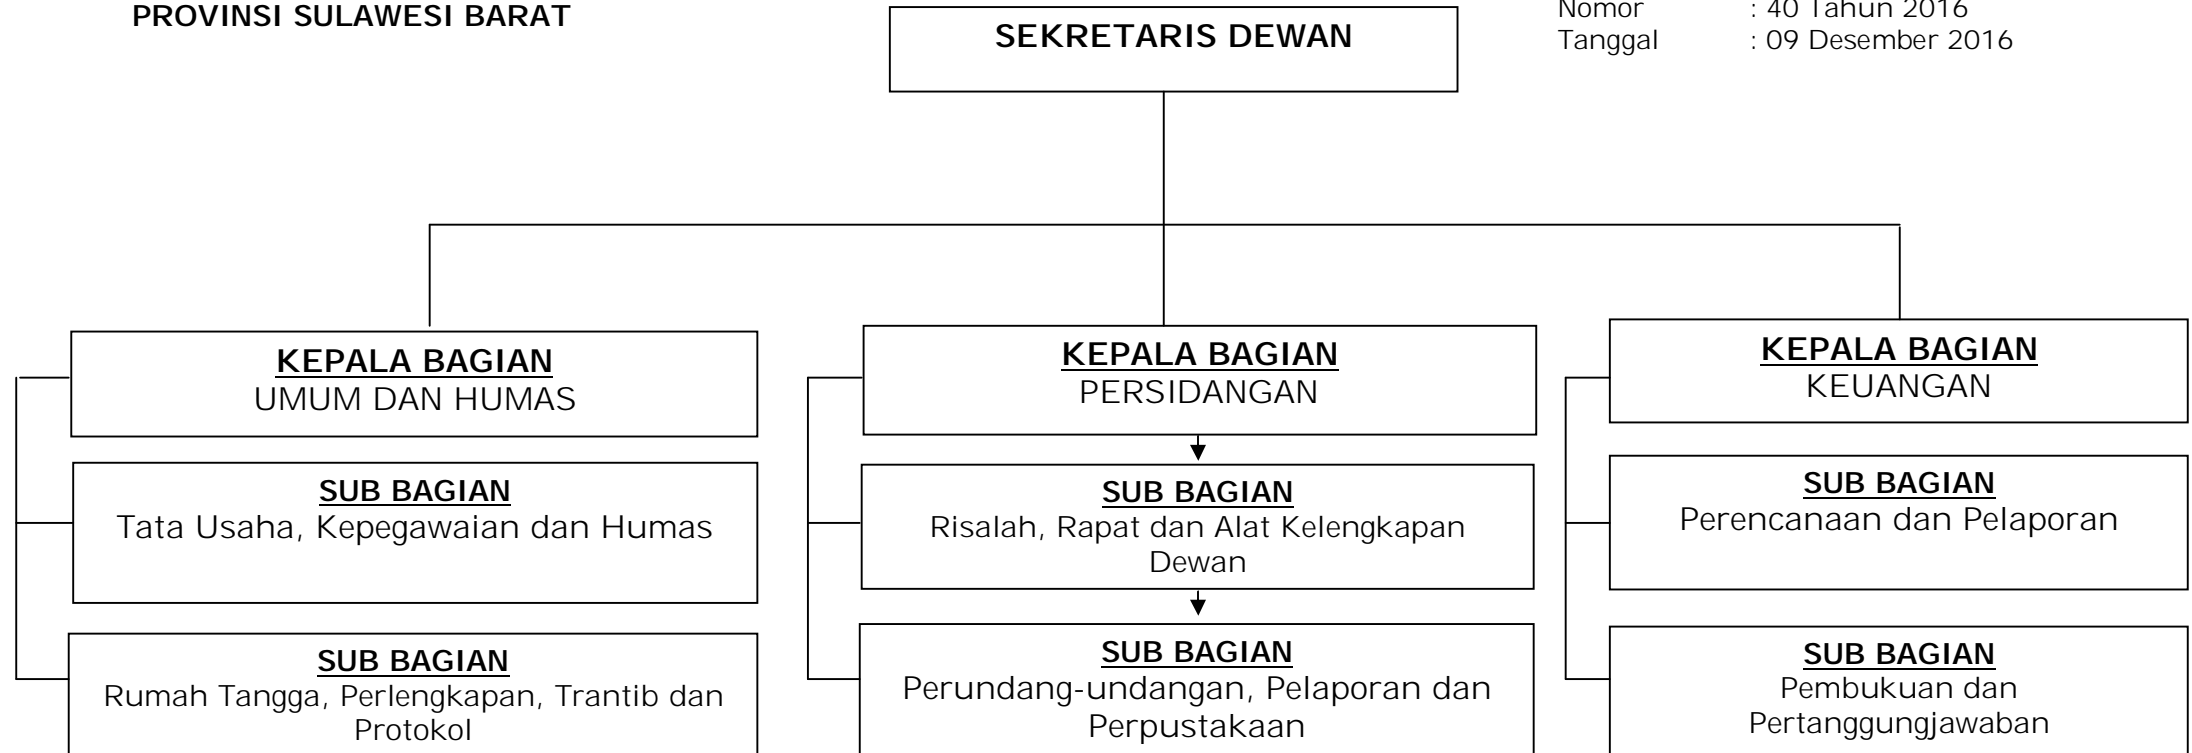 PROVINSI SULAWESI BARAT
Nomor : 40 Tahun 2016
Tanggal : 09 Desember 2016
SEKRETARIS DEWAN
KEPALA BAGIAN
UMUM DAN HUMAS
SUB BAGIAN
Tata Usaha, Kepegawaian dan Humas
SUB BAGIAN
Rumah Tangga, Perlengkapan, Trantib dan
Protokol
KEPALA BAGIAN
PERSIDANGAN
SUB BAGIAN
Risalah, Rapat dan Alat Kelengkapan
Dewan
SUB BAGIAN
Perundang-undangan, Pelaporan dan
Perpustakaan
KEPALA BAGIAN
KEUANGAN
SUB BAGIAN
Perencanaan dan Pelaporan
SUB BAGIAN
Pembukuan dan
Pertanggungjawaban